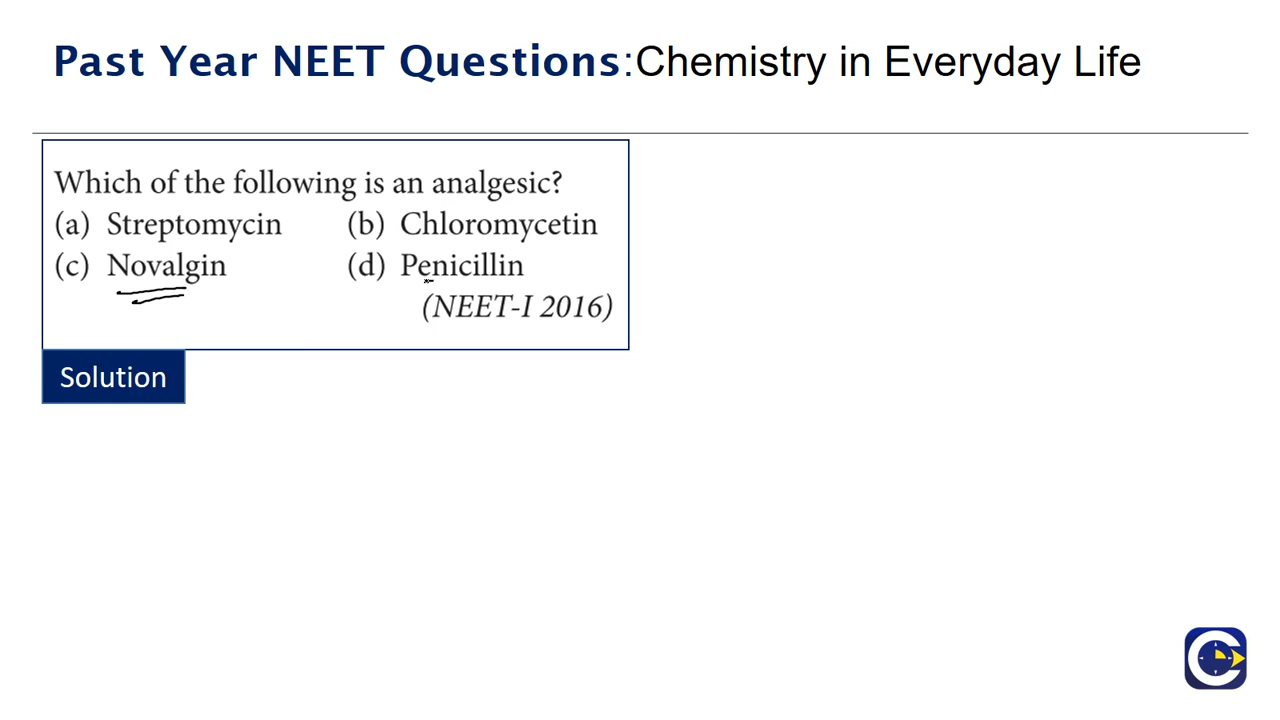 Past Year NEET Questions:Chemistry in Everyday Life
Which of the following is an analgesic?
(a) Streptomycin (b) Chloromycetin
(c) Novalgin (d) Penicillin
(NEET-I 2016)
Solution